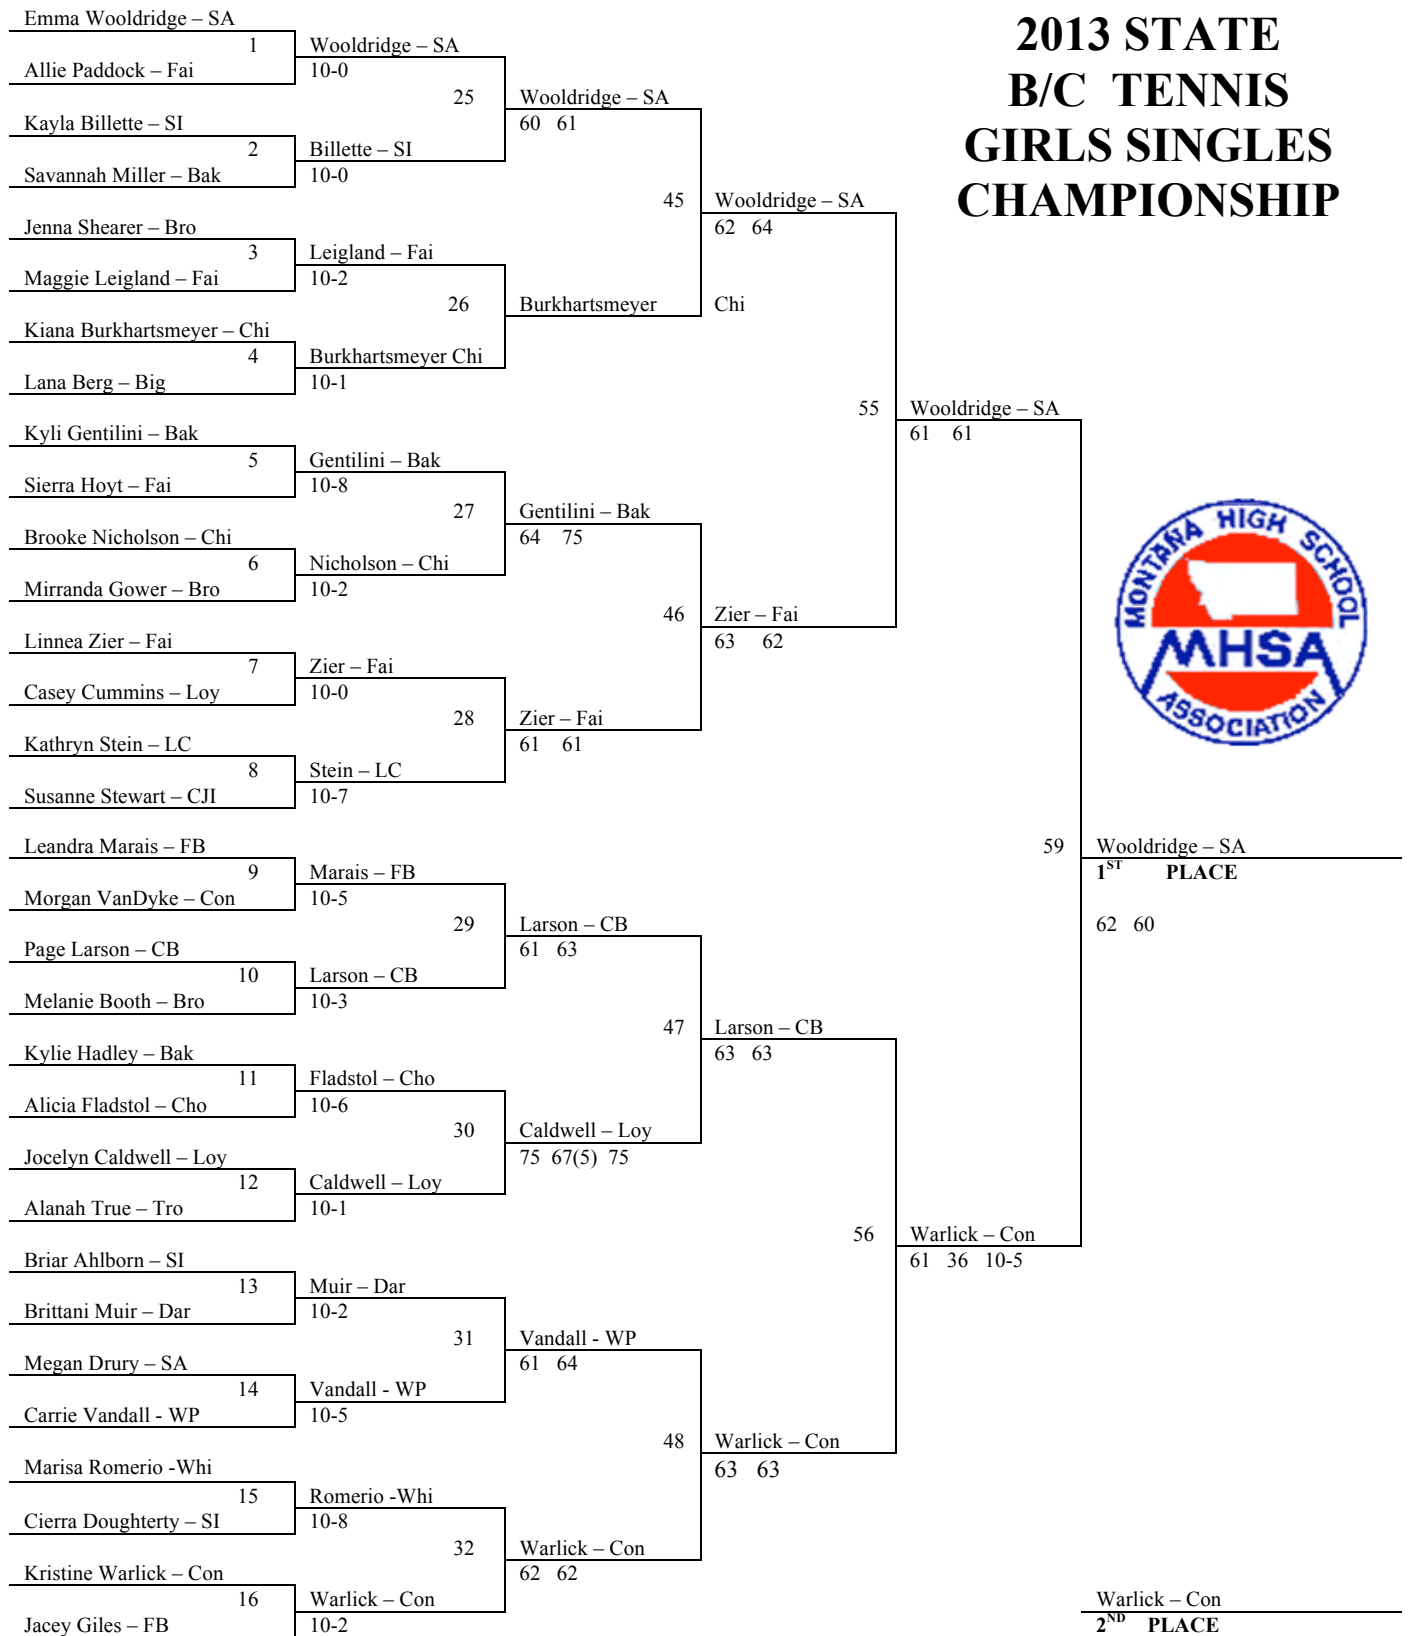 2013 STATE
B/C TENNIS
GIRLS SINGLES
CHAMPIONSHIP
Emma Wooldridge – SA
1
Allie Paddock – Fai
Kayla Billette – SI
2
Savannah Miller – Bak
Jenna Shearer – Bro
3
Maggie Leigland – Fai
Kiana Burkhartsmeyer – Chi
4
Lana Berg – Big
Kyli Gentilini – Bak
5
Sierra Hoyt – Fai
Brooke Nicholson – Chi
6
Mirranda Gower – Bro
Linnea Zier – Fai
7
Casey Cummins – Loy
Kathryn Stein – LC
8
Susanne Stewart – CJI
Leandra Marais – FB
9
Morgan VanDyke – Con
Page Larson – CB
10
Melanie Booth – Bro
Kylie Hadley – Bak
11
Alicia Fladstol – Cho
Jocelyn Caldwell – Loy
12
Alanah True – Tro
Briar Ahlborn – SI
13
Brittani Muir – Dar
Megan Drury – SA
14
Carrie Vandall - WP
Marisa Romerio -Whi
15
Cierra Doughterty – SI
Kristine Warlick – Con
16
Jacey Giles – FB
Wooldridge – SA
10-0
25
Billette – SI
10-0
Leigland – Fai
10-2
26
Burkhartsmeyer Chi
10-1
Gentilini – Bak
10-8
27
Nicholson – Chi
10-2
Zier – Fai
10-0
28
Stein – LC
10-7
Marais – FB
10-5
29
Larson – CB
10-3
Fladstol – Cho
10-6
30
Caldwell – Loy
10-1
Muir – Dar
10-2
31
Vandall - WP
10-5
Romerio -Whi
10-8
32
Warlick – Con
10-2
Wooldridge – SA
60 61
45
Burkhartsmeyer Chi
Gentilini – Bak
64 75
46
Zier – Fai
61 61
Larson – CB
61 63
47
Caldwell – Loy
75 67(5) 75
Vandall - WP
61 64
48
Warlick – Con
62 62
Wooldridge – SA
62 64
55
Zier – Fai
63 62
Larson – CB
63 63
56
Warlick – Con
63 63
Wooldridge – SA
61 61
59
Warlick – Con
61 36 10-5
MONTANA HIGH SCHOOL
MHSA
ASSOCIATION
Wooldridge – SA
1ST PLACE
62 60
Warlick – Con
2ND PLACE